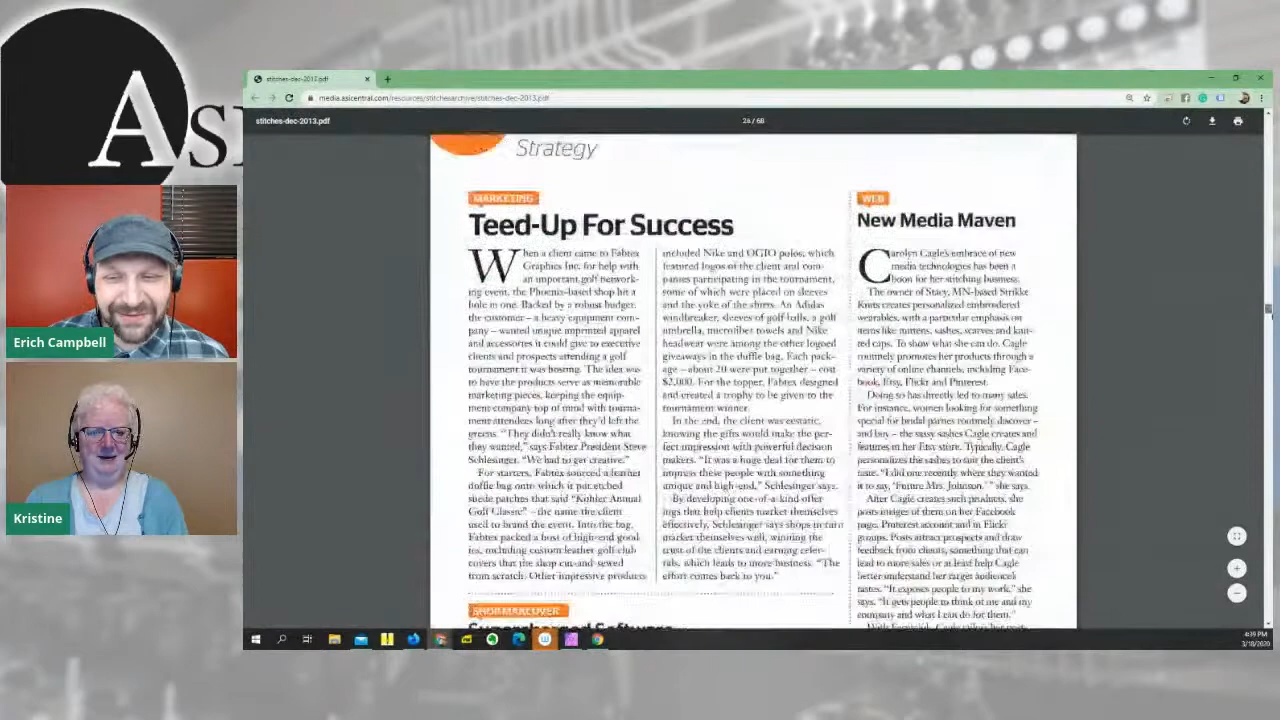 ASI
Erich Campbell
Kristine
stitches-dec-2013.pdf
media.asicentral.com/resources/stitchesarchive/stitches-dec-2013.pdf
stitches-dec-2013.pdf
24 / 68
Strategy
MARKETING
Teed-Up For Success
When a client came to Fabtex
Graphics Inc. for help with
an important golf network-
ing event, the Phoenix-based shop hit a
hole in one. Backed by a robust budget,
the customer – a heavy equipment com-
pany – wanted unique imprinted apparel
and accessories it could give to executive
clients and prospects attending a golf
tournament it was hosting. The idea was
to have the products serve as memorable
marketing pieces, keeping the equip-
ment company top of mind with tourna-
ment attendees long after they'd left the
greens. "They didn't really know what
they wanted," says Fabtex President Steve
Schlesinger. "We had to get creative."
For starters, Fabtex sourced a leather
duffle bag onto which it put etched
suede patches that said "Kohler Annual
Golf Classic" – the name the client
used to brand the event. Into the bag,
Fabtex packed a host of high-end good-
ies, including custom leather golf club
covers that the shop cut-and-sewed
from scratch. Other impressive products
included Nike and OGIO polos, which
featured logos of the client and com-
panies participating in the tournament,
some of which were placed on sleeves
and the yoke of the shirts. An Adidas
windbreaker, sleeves of golf balls, a golf
umbrella, microfiber towels and Nike
headwear were among the other logoed
giveaways in the duffle bag. Each pack-
age – about 20 were put together – cost
$2,000. For the topper, Fabtex designed
and created a trophy to be given to the
tournament winner.
In the end, the client was ecstatic,
knowing the gifts would make the per-
fect impression with powerful decision
makers. "It was a huge deal for them to
impress these people with something
unique and high-end," Schlesinger says.
By developing one-of-a-kind offer-
ings that help clients market themselves
effectively, Schlesinger says shops in turn
market themselves well, winning the
trust of the clients and earning refer-
rals, which leads to more business. "The
effort comes back to you."
SHOP MAKEOVER
Supercharged Software
WEB
New Media Maven
Carolyn Cagle's embrace of new
media technologies has been a
boon for her stitching business.
The owner of Stacy, MN-based Strikke
Knits creates personalized embroidered
wearables, with a particular emphasis on
items like mittens, sashes, scarves and knit-
ted caps. To show what she can do, Cagle
routinely promotes her products through a
variety of online channels, including Face-
book, Etsy, Flickr and Pinterest.
Doing so has directly led to many sales.
For instance, women looking for something
special for bridal parties routinely discover –
and buy – the sassy sashes Cagle creates and
features in her Etsy store. Typically, Cagle
personalizes the sashes to suit the client's
taste. "I did one recently where they wanted
it to say, 'Future Mrs. Johnson,' " she says.
After Cagle creates such products, she
posts images of them on her Facebook
page, Pinterest account and in Flickr
groups. Posts attract prospects and draw
feedback from clients, something that can
lead to more sales or at least help Cagle
better understand her target audience's
tastes. "It exposes people to my work," she
says. "It gets people to think of me and my
company and what I can do for them."
4:39 PM
3/18/2020